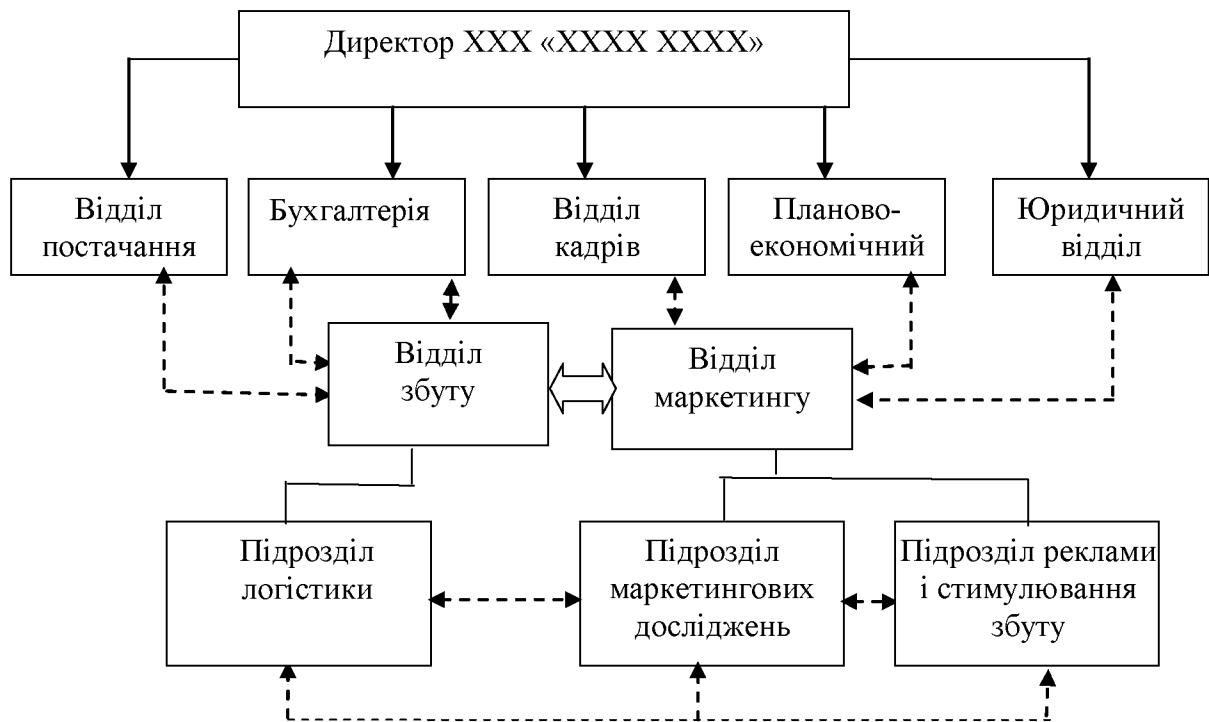 Директор ХХХ «ХХХХ ХХХХ»
Відділ
постачання
Бухгалтерія
Відділ
кадрів
Планово-
економічний
Юридичний
відділ
Відділ
збуту
Відділ
маркетингу
Підрозділ
логістики
Підрозділ
маркетингових
досліджень
Підрозділ реклами
і стимулювання
збуту